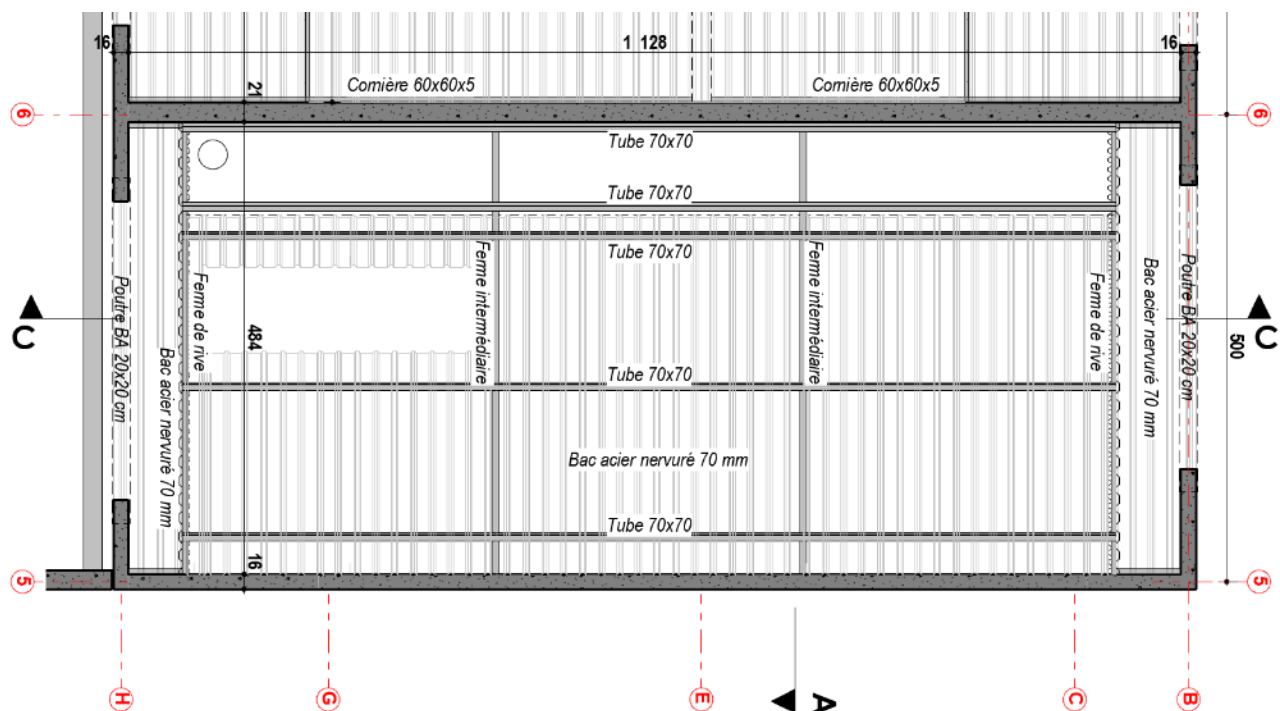 16
1 128
16
21
Cornière 60x60x5
Cornière 60x60x5
6
6
Tube 70x70
Tube 70x70
Tube 70x70
Ferme de rive
Ferme intermédiaire
Ferme intermédiaire
Ferme de rive
Bac acier nervuré 70 mm
Poutre BA 20x20 cm
Poutre BA 20x20 cm
Bac acier nervuré 70 mm
C
C
484
500
Tube 70x70
Bac acier nervuré 70 mm
Tube 70x70
16
5
5
H
G
E
A
C
B